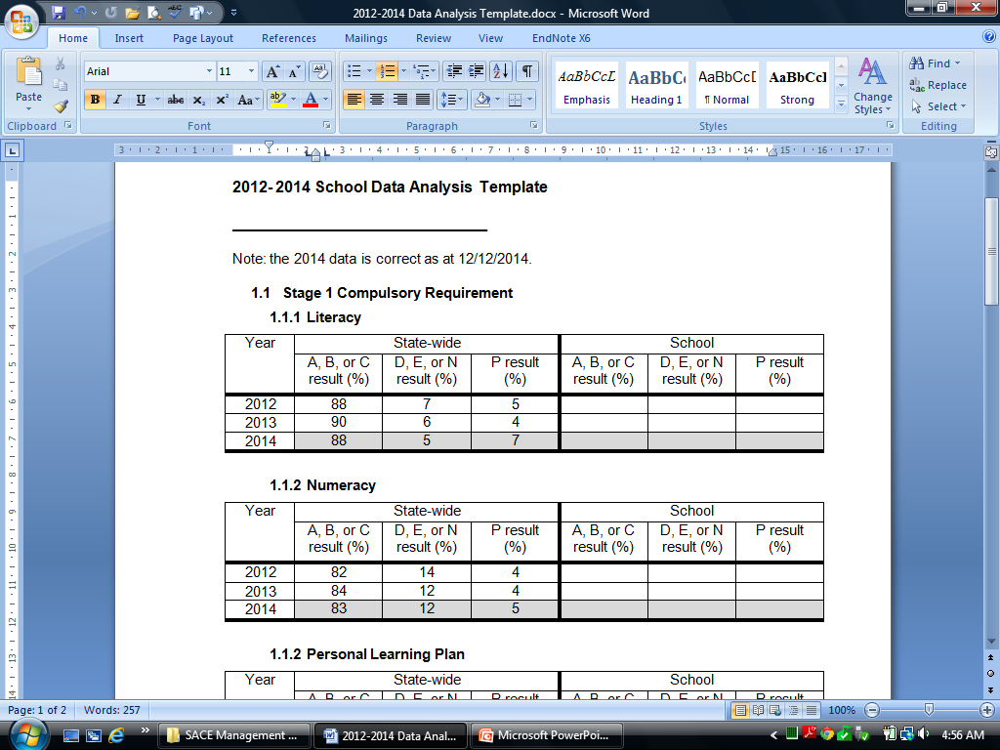 2012-2014 Data Analysis Template.docx - Microsoft Word
Home Insert Page Layout References Mailings Review View EndNote X6
Paste
Clipboard
Arial 11
B I U abc X₂ X² Aa ab A
Font
Paragraph
AaBbCcL AaBbC AaBbCcD AaBbCcI
Emphasis Heading 1 ¶ Normal Strong
Change Styles
Styles
Find
Replace
Select
Editing
3 2 1 1 2 3 4 5 6 7 8 9 10 11 12 13 14 15 16 17
2012- 2014 School Data Analysis Template
Note: the 2014 data is correct as at 12/12/2014.
1.1 Stage 1 Compulsory Requirement
1.1.1 Literacy
Year State-wide School
A, B, or C D, E, or N P result A, B, or C D, E, or N P result
result (%) result (%) (%) result (%) result (%) (%)
2012 88 7 5
2013 90 6 4
2014 88 5 7
1.1.2 Numeracy
Year State-wide School
A, B, or C D, E, or N P result A, B, or C D, E, or N P result
result (%) result (%) (%) result (%) result (%) (%)
2012 82 14 4
2013 84 12 4
2014 83 12 5
1.1.2 Personal Learning Plan
Year State-wide School
A, B, or C D, E, or N P result A, B, or C D, E, or N P result
Page: 1 of 2 Words: 257 100%
SACE Management ... 2012-2014 Data Anal... Microsoft PowerPoi... 4:56 AM